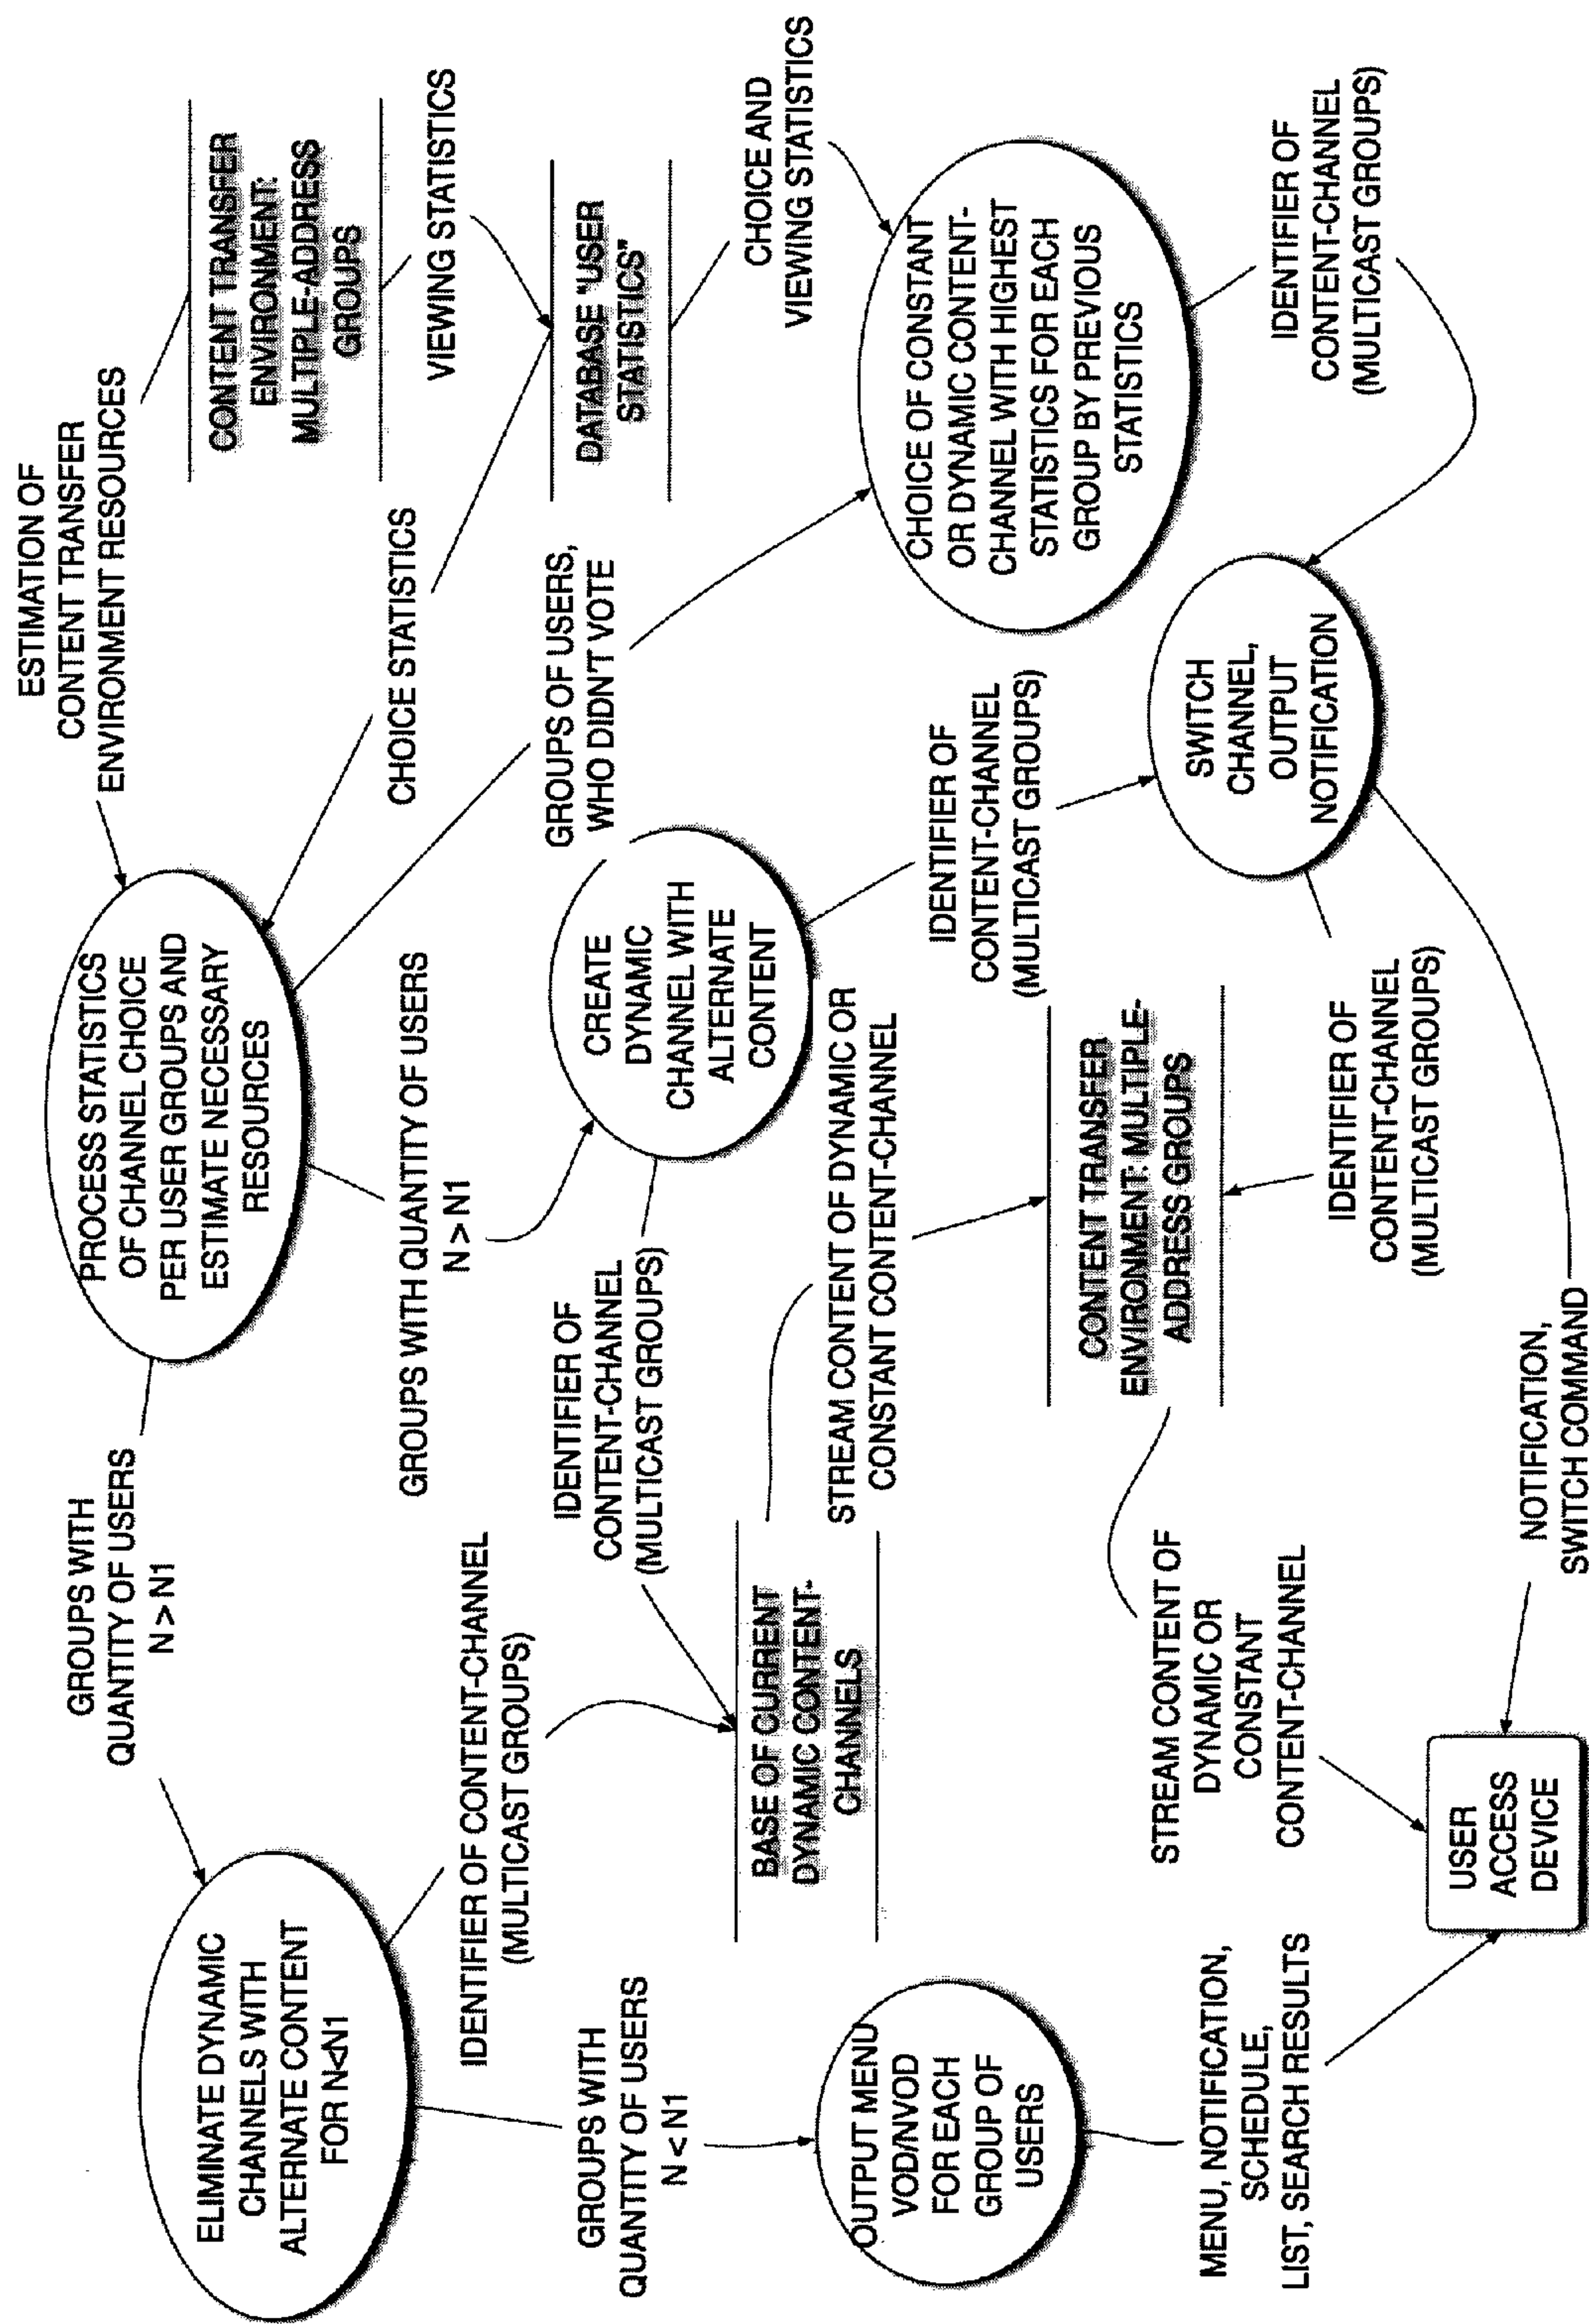 ELIMINATE DYNAMIC
CHANNELS WITH
ALTERNATE CONTENT
FOR N<N1
GROUPS WITH
QUANTITY OF USERS
N > N1
PROCESS STATISTICS
OF CHANNEL CHOICE
PER USER GROUPS AND
ESTIMATE NECESSARY
RESOURCES
ESTIMATION OF
CONTENT TRANSFER
ENVIRONMENT RESOURCES
CONTENT TRANSFER
ENVIRONMENT:
MULTIPLE-ADDRESS
GROUPS
VIEWING STATISTICS
CHOICE STATISTICS
DATABASE "USER
STATISTICS"
GROUPS WITH QUANTITY OF USERS
N > N1
GROUPS OF USERS,
WHO DIDN'T VOTE
CHOICE AND
VIEWING STATISTICS
IDENTIFIER OF CONTENT-CHANNEL
(MULTICAST GROUPS)
GROUPS WITH
QUANTITY OF USERS
N < N1
IDENTIFIER OF
CONTENT-CHANNEL
(MULTICAST GROUPS)
CREATE
DYNAMIC
CHANNEL WITH
ALTERNATE
CONTENT
CHOICE OF CONSTANT
OR DYNAMIC CONTENT-
CHANNEL WITH HIGHEST
STATISTICS FOR EACH
GROUP BY PREVIOUS
STATISTICS
BASE OF CURRENT
DYNAMIC CONTENT-
CHANNELS
OUTPUT MENU
VOD/NVOD
FOR EACH
GROUP OF
USERS
STREAM CONTENT OF DYNAMIC OR
CONSTANT CONTENT-CHANNEL
IDENTIFIER OF
CONTENT-CHANNEL
(MULTICAST GROUPS)
IDENTIFIER OF
CONTENT-CHANNEL
(MULTICAST GROUPS)
SWITCH
CHANNEL,
OUTPUT
NOTIFICATION
CONTENT TRANSFER
ENVIRONMENT: MULTIPLE-
ADDRESS GROUPS
MENU, NOTIFICATION,
SCHEDULE,
LIST, SEARCH RESULTS
STREAM CONTENT OF
DYNAMIC OR
CONSTANT
CONTENT-CHANNEL
IDENTIFIER OF
CONTENT-CHANNEL
(MULTICAST GROUPS)
USER
ACCESS
DEVICE
NOTIFICATION,
SWITCH COMMAND